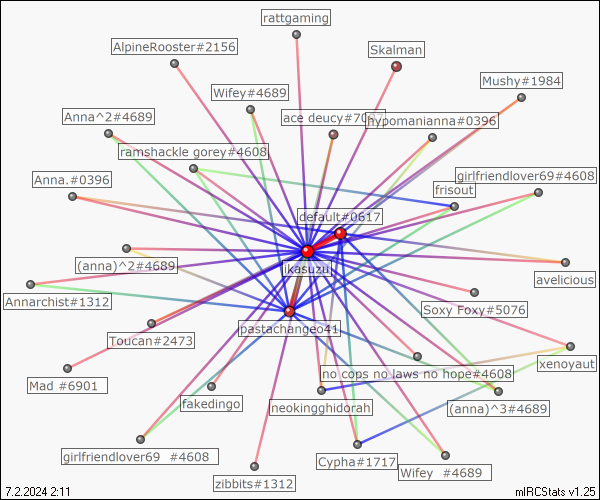 rattgaming
AlpineRooster#2156
Skalman
Mushy#1984
Wifey#4689
Anna^2#4689
ace deucy#70
hypomanianna#0396
ramshackle gorey#4608
girlfriendlover69#4608
Anna.#0396
frisout
default#0617
(anna)^2#4689
ikasuzu
avelicious
Annarchist#1312
Soxy Foxy#5076
pastachangeo41
Toucan#2473
xenoyaut
no cops no laws no hope#4608
Mad #6901
fakedingo
neokingghidorah
(anna)^3#4689
girlfriendlover69 #4608
Cypha#1717
Wifey #4689
zibbits#1312
7.2.2024 2:11
mIRCStats v1.25